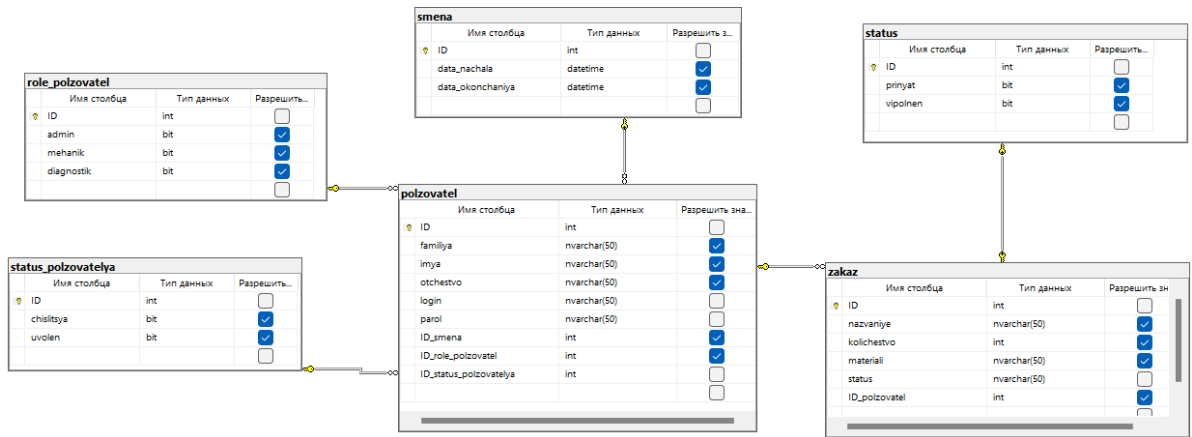 smena
Имя столбца Тип данных Разрешить з...
ID int
data_nachala datetime
data_okonchaniya datetime
status
Имя столбца Тип данных Разрешить...
ID int
prinyat bit
vipolnen bit
role_polzovatel
Имя столбца Тип данных Разрешить...
ID int
admin bit
mehanik bit
diagnostik bit
polzovatel
Имя столбца Тип данных Разрешить зна...
ID int
familiya nvarchar(50)
imya nvarchar(50)
otchestvo nvarchar(50)
login nvarchar(50)
parol nvarchar(50)
ID_smena int
ID_role_polzovatel int
ID_status_polzovatelya int
status_polzovatelya
Имя столбца Тип данных Разрешить...
ID int
chislitsya bit
uvolen bit
zakaz
Имя столбца Тип данных Разрешить зн
ID int
nazvaniye nvarchar(50)
kolichestvo int
materiali nvarchar(50)
status nvarchar(50)
ID_polzovatel int